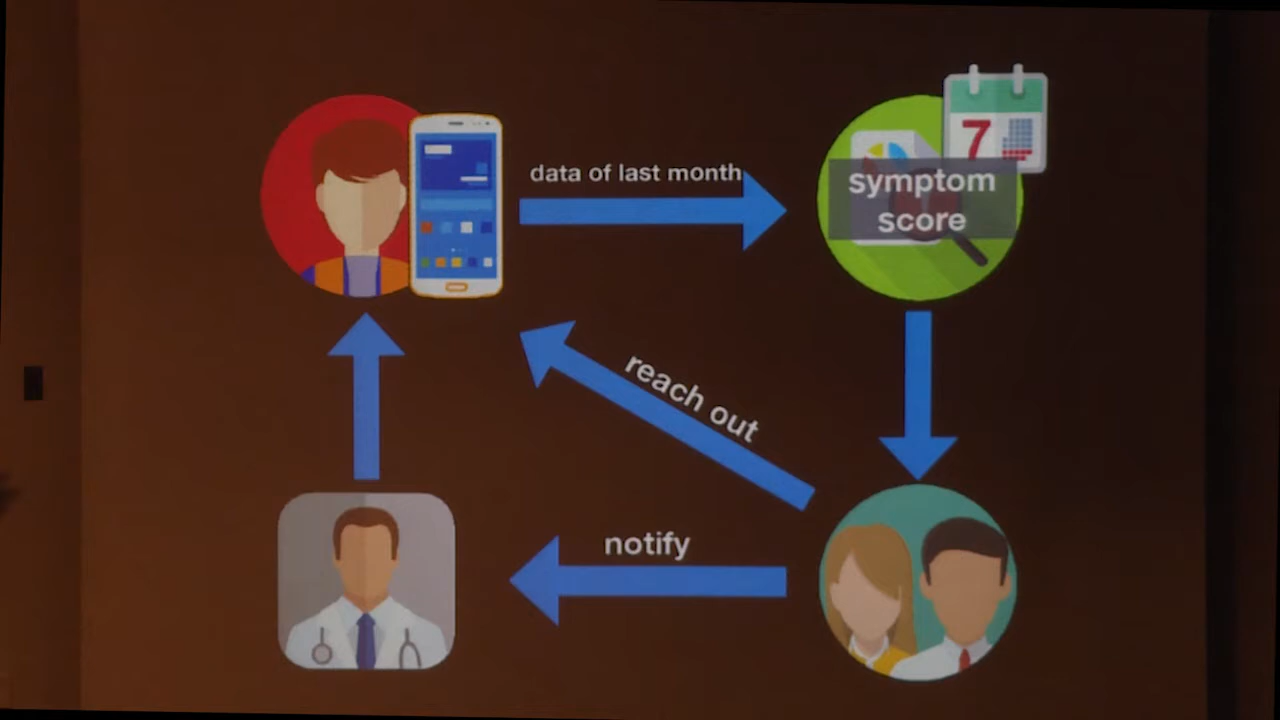 data of last month
7
symptom
score
reach out
notify